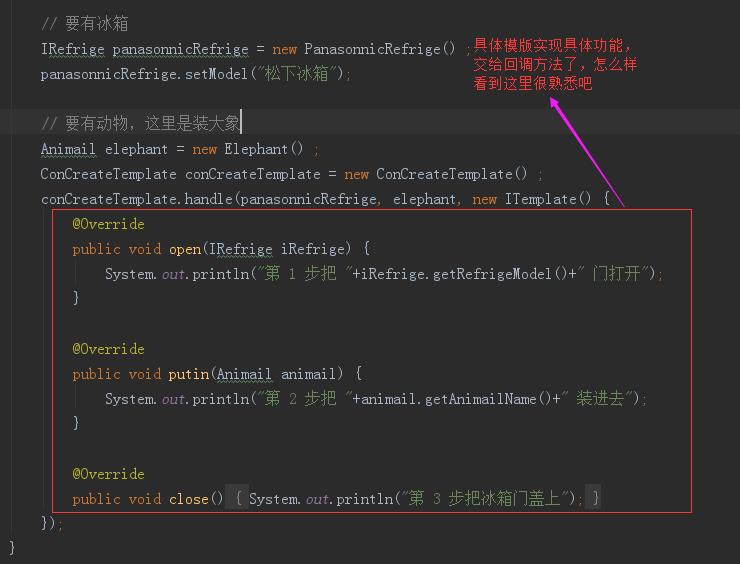 // 要有冰箱
IRefrige panasonnicRefrige = new PanasonnicRefrige() ;
具体模版实现具体功能，
panasonnicRefrige.setModel("松下冰箱");
交给回调方法了，怎么样
看到这里很熟悉吧
// 要有动物，这里是装大象
Animail elephant = new Elephant() ;
ConCreateTemplate conCreateTemplate = new ConCreateTemplate() ;
conCreateTemplate.handle(panasonnicRefrige, elephant, new ITemplate() {
@Override
public void open(IRefrige iRefrige) {
System.out.println("第 1 步把 "+iRefrige.getRefrigeModel()+" 门打开");
}
@Override
public void putin(Animail animail) {
System.out.println("第 2 步把 "+animail.getAnimailName()+" 装进去");
}
@Override
public void close() { System.out.println("第 3 步把冰箱门盖上"); }
});
}